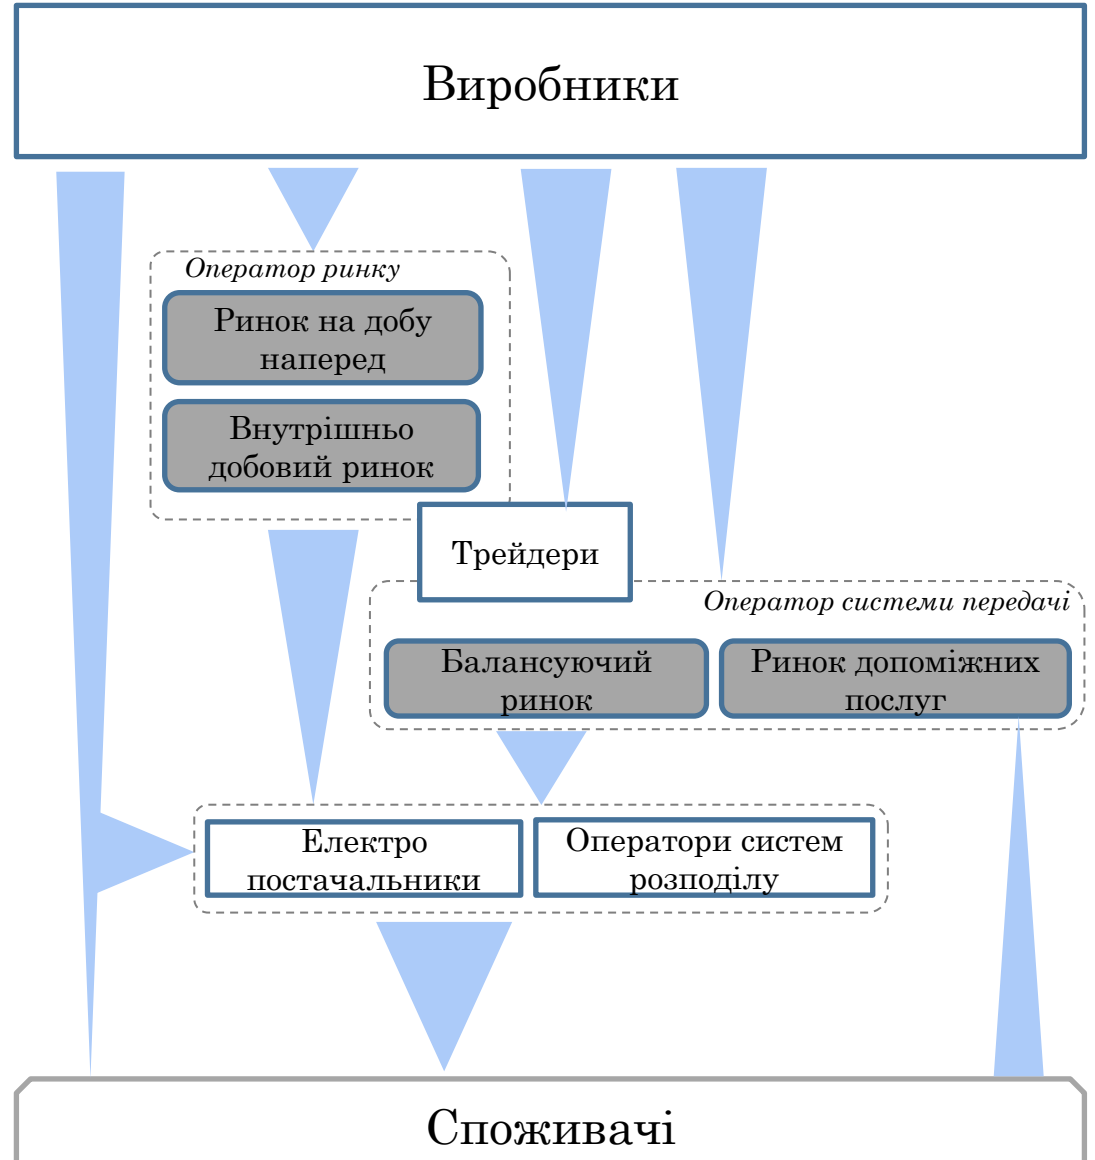 Виробники
Оператор ринку
Ринок на добу
наперед
Внутрішньо
добовий ринок
Трейдери
Оператор системи передачі
Балансуючий
ринок
Ринок допоміжних
послуг
Електро
постачальники
Оператори систем
розподілу
Споживачі